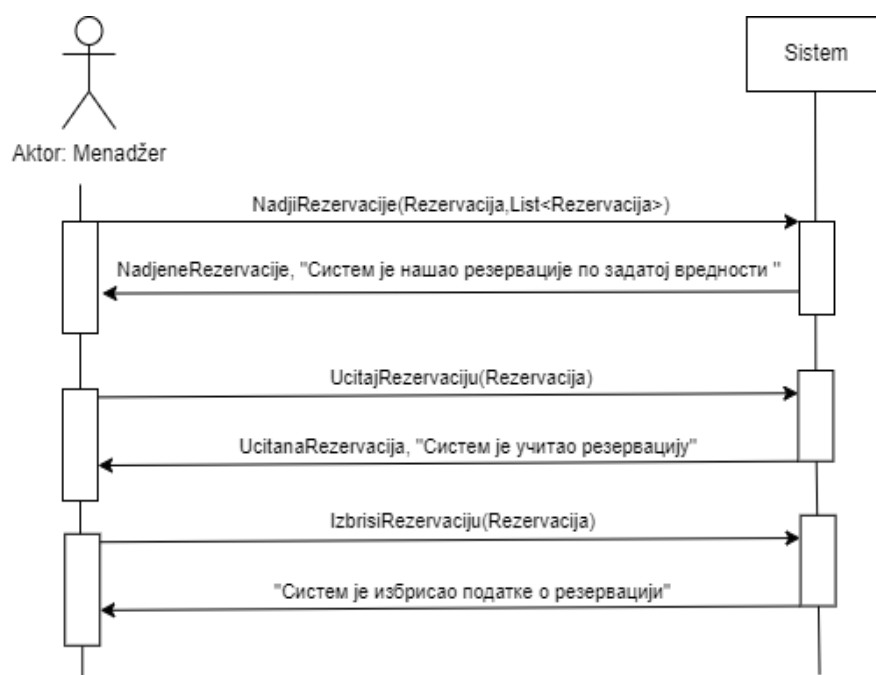 Sistem
Aktor: Menadžer
NadjiRezervacije(Rezervacija,List<Rezervacija>)
NadjeneRezervacije, "Систем је нашао резервације по задатој вредности "
UcitajRezervaciju(Rezervacija)
UcitanaRezervacija, "Систем је учитао резервацију"
IzbrisiRezervaciju(Rezervacija)
"Систем је избрисао податке о резервацији"